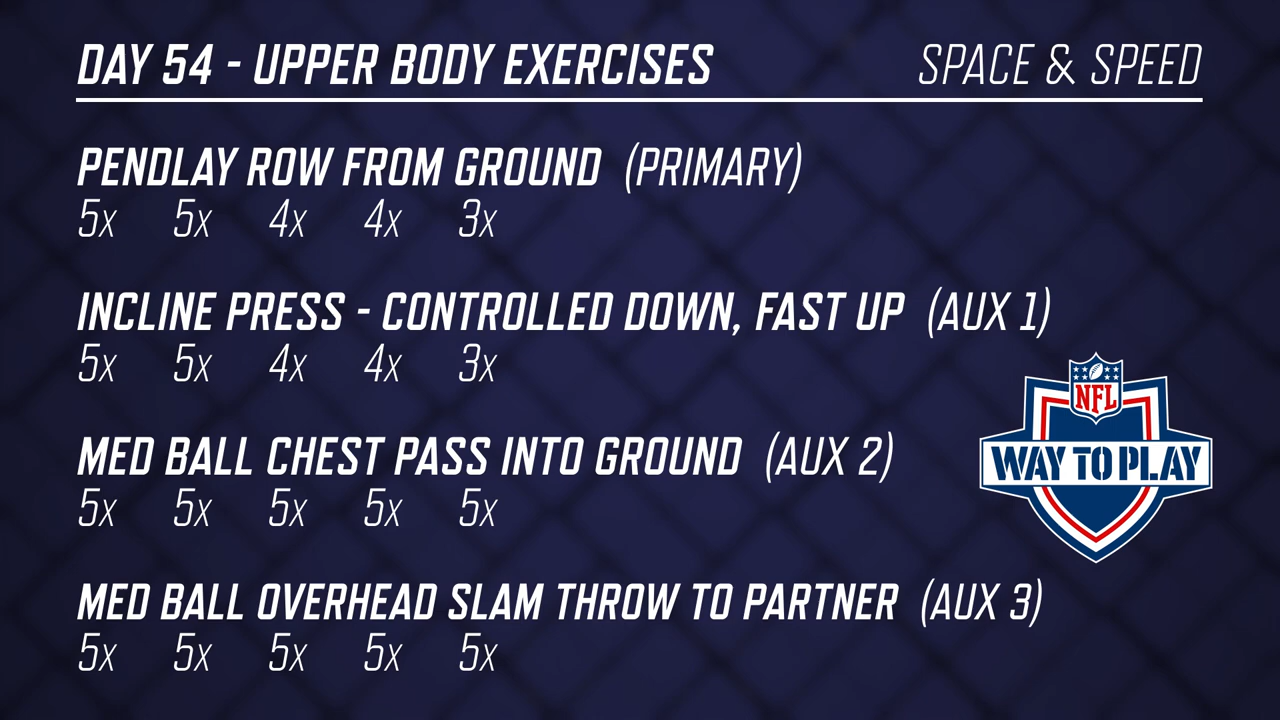 DAY 54 - UPPER BODY EXERCISES SPACE & SPEED
PENDLAY ROW FROM GROUND (PRIMARY)
5x 5x 4x 4x 3x
INCLINE PRESS - CONTROLLED DOWN, FAST UP (AUX 1)
5x 5x 4x 4x 3x
NFL
WAY TO PLAY
MED BALL CHEST PASS INTO GROUND (AUX 2)
5x 5x 5x 5x 5x
MED BALL OVERHEAD SLAM THROW TO PARTNER (AUX 3)
5x 5x 5x 5x 5x